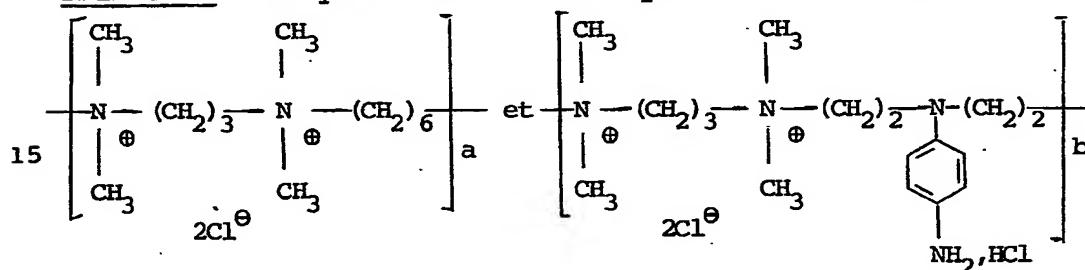 CH₃ CH₃ CH₃ CH₃
N ⊕ (CH₂)₃ N ⊕ (CH₂)₆ a et N ⊕ (CH₂)₃ N ⊕ (CH₂)₂ N (CH₂)₂ b
15
CH₃ CH₃ CH₃ CH₃
2Cl⊖ 2Cl⊖
NH₂,HCl